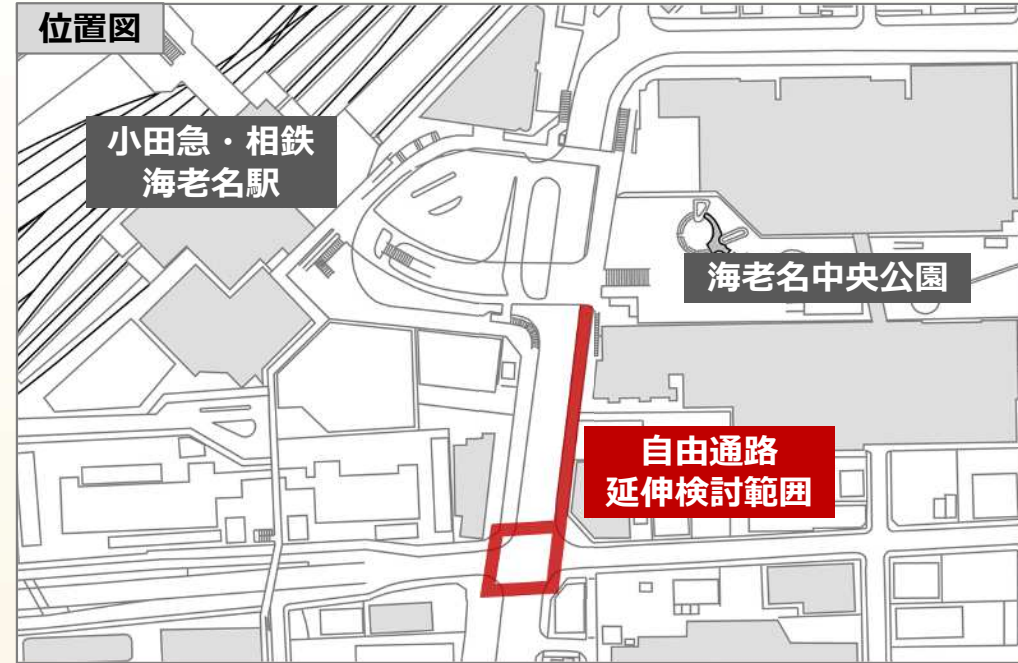 位置図
小田急・相鉄
海老名駅
海老名中央公園
自由通路
延伸検討範囲